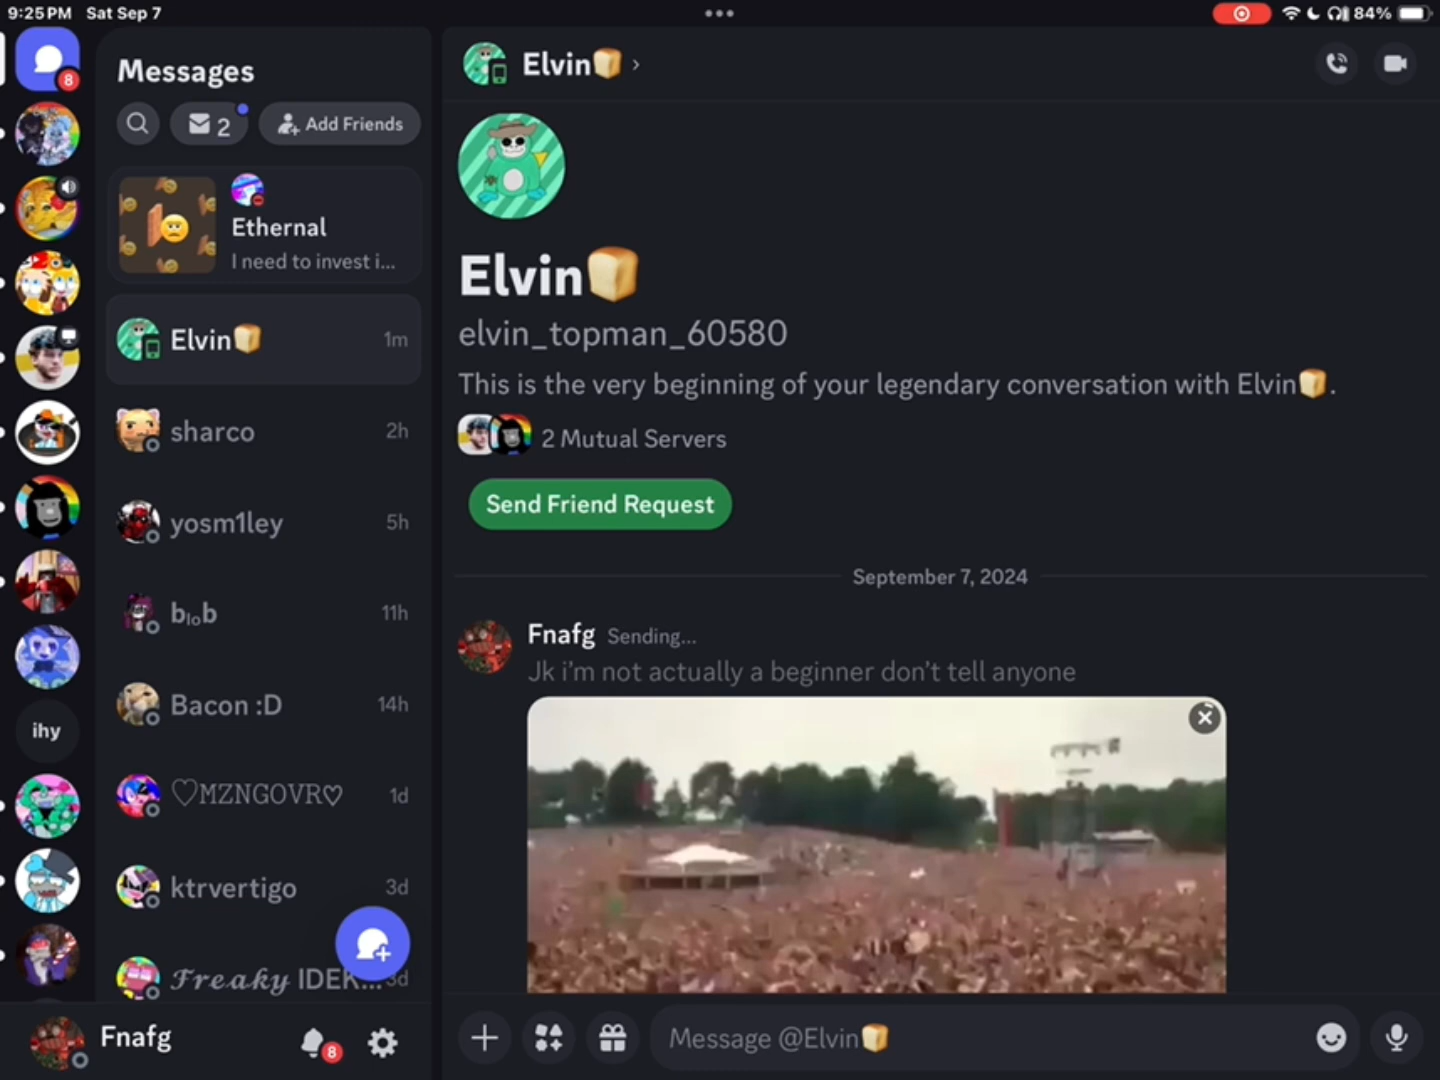 9:25 PM Sat Sep 7
84%
8
Messages
2
Add Friends
Ethernal
I need to invest i...
Elvin🍞 1m
sharco 2h
yosm1ley 5h
bₗₒb 11h
Bacon :D 14h
♡MZNGOVR♡ 1d
ktrvertigo 3d
𝓕𝓻𝓮𝓪𝓴𝔂 IDEK... 3d
ihy
Fnafg
8
Elvin🍞 ›
Elvin🍞
elvin_topman_60580
This is the very beginning of your legendary conversation with Elvin🍞.
2 Mutual Servers
Send Friend Request
September 7, 2024
Fnafg Sending...
Jk i’m not actually a beginner don’t tell anyone
Message @Elvin🍞